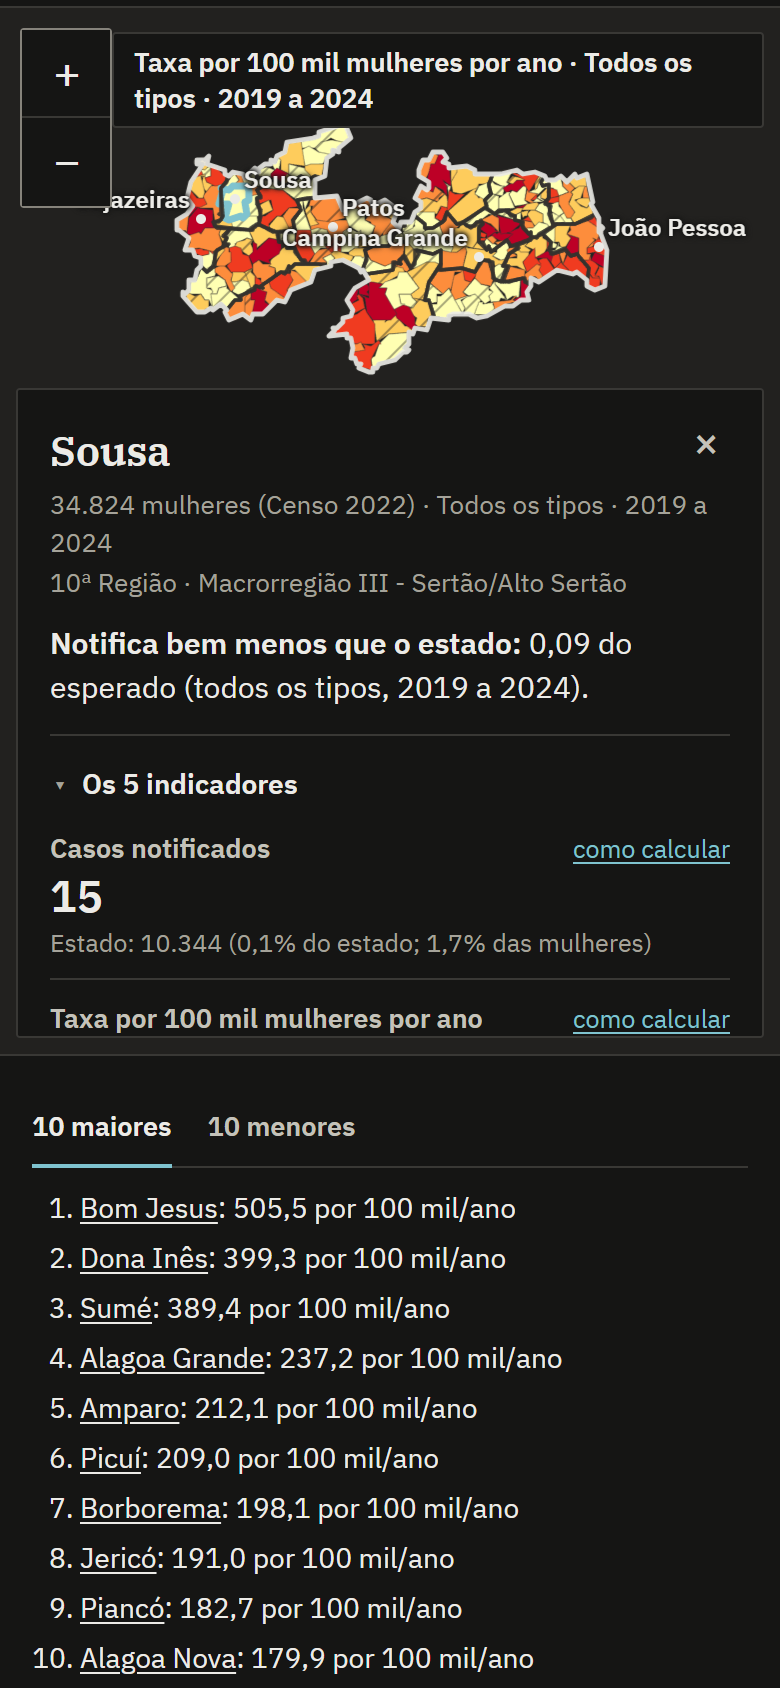 +
Taxa por 100 mil mulheres por ano · Todos os
tipos · 2019 a 2024
−
Sousa
jazeiras
Patos
Campina Grande
João Pessoa
Sousa
×
34.824 mulheres (Censo 2022) · Todos os tipos · 2019 a
2024
10ª Região · Macrorregião III - Sertão/Alto Sertão
Notifica bem menos que o estado: 0,09 do
esperado (todos os tipos, 2019 a 2024).
▾ Os 5 indicadores
Casos notificados como calcular
15
Estado: 10.344 (0,1% do estado; 1,7% das mulheres)
Taxa por 100 mil mulheres por ano como calcular
10 maiores 10 menores
1. Bom Jesus: 505,5 por 100 mil/ano
2. Dona Inês: 399,3 por 100 mil/ano
3. Sumé: 389,4 por 100 mil/ano
4. Alagoa Grande: 237,2 por 100 mil/ano
5. Amparo: 212,1 por 100 mil/ano
6. Picuí: 209,0 por 100 mil/ano
7. Borborema: 198,1 por 100 mil/ano
8. Jericó: 191,0 por 100 mil/ano
9. Piancó: 182,7 por 100 mil/ano
10. Alagoa Nova: 179,9 por 100 mil/ano